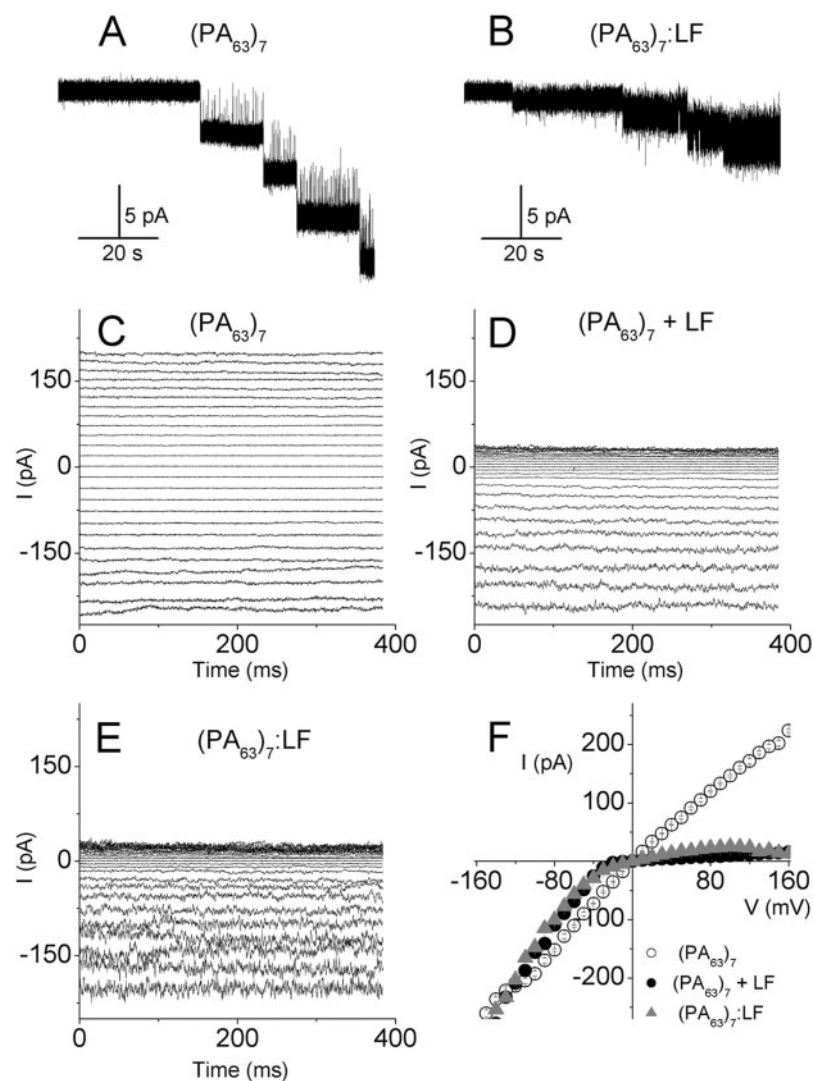 A (PA₆₃)₇
5 pA
20 s
B (PA₆₃)₇:LF
5 pA
20 s
C (PA₆₃)₇
I (pA)
150
0
-150
0 200 400
Time (ms)
D (PA₆₃)₇ + LF
I (pA)
150
0
-150
0 200 400
Time (ms)
E (PA₆₃)₇:LF
I (pA)
150
0
-150
0 200 400
Time (ms)
F
I (pA)
200
100
-160 -80 80 160
V (mV)
-100
-200
(PA₆₃)₇
(PA₆₃)₇ + LF
(PA₆₃)₇:LF